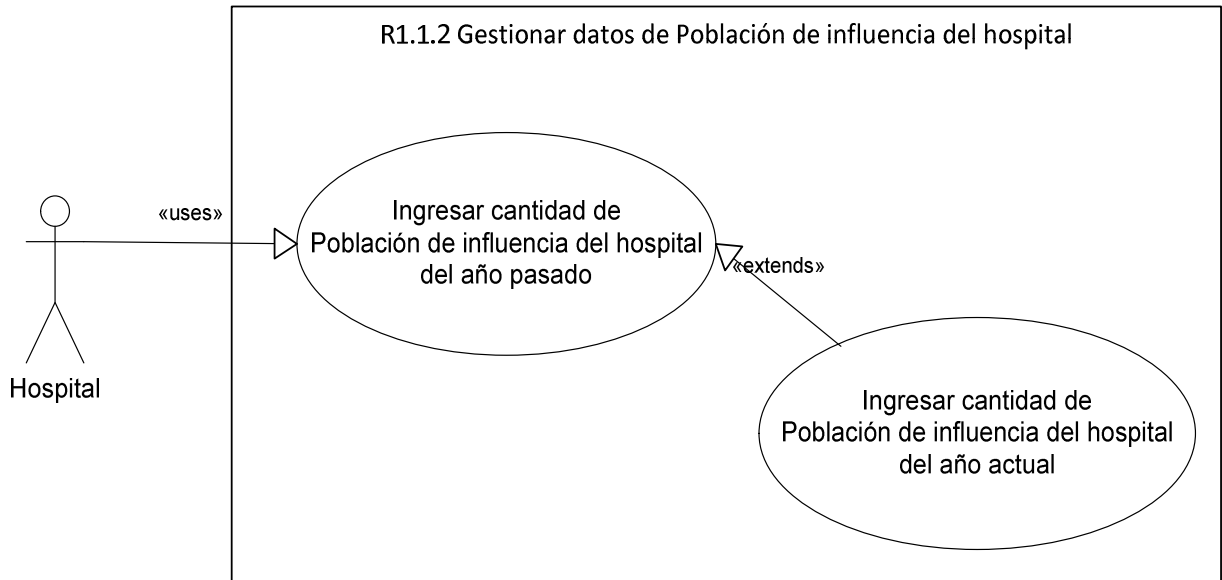 R1.1.2 Gestionar datos de Población de influencia del hospital
«uses»
Ingresar cantidad de
Población de influencia del hospital
del año pasado
«extends»
Hospital
Ingresar cantidad de
Población de influencia del hospital
del año actual